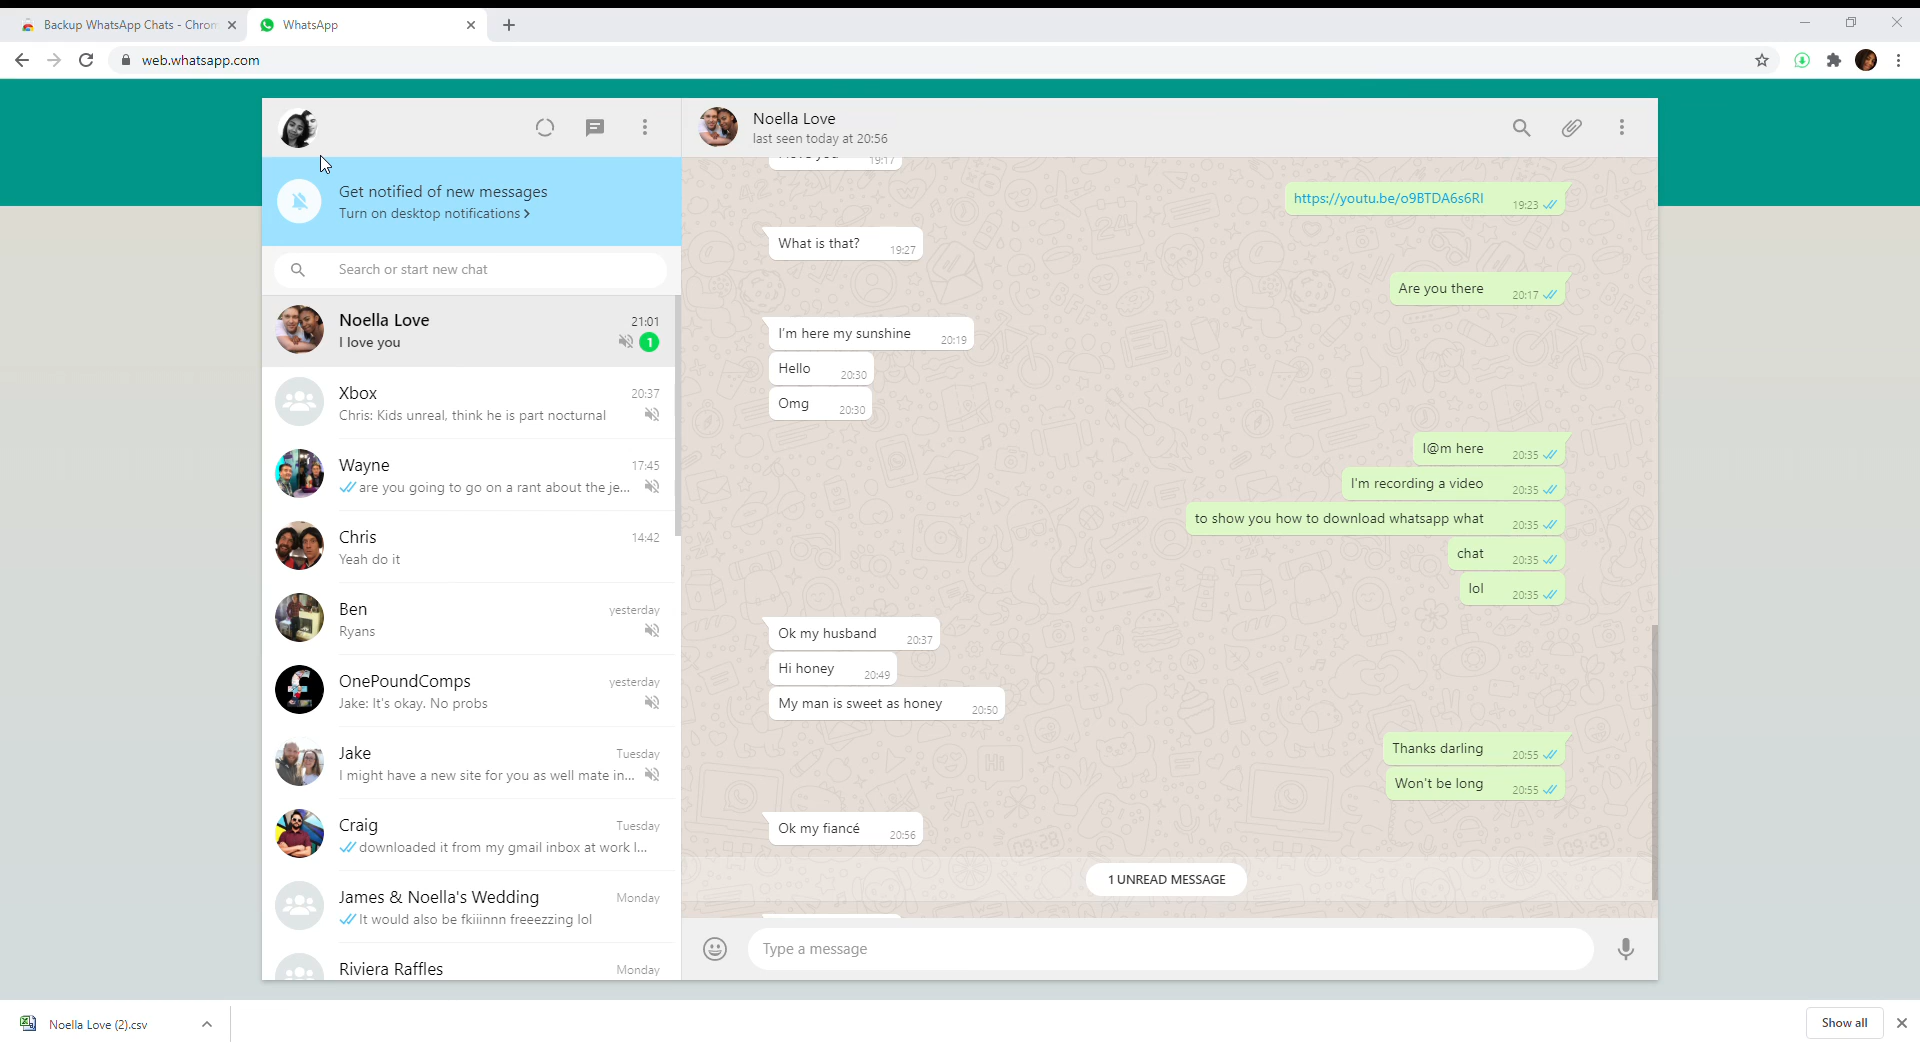 Backup WhatsApp Chats - Chrom
WhatsApp
web.whatsapp.com
Get notified of new messages
Turn on desktop notifications >
Search or start new chat
Noella Love
21:01
I love you
1
Xbox
20:37
Chris: Kids unreal, think he is part nocturnal
Wayne
17:45
are you going to go on a rant about the je...
Chris
14:42
Yeah do it
Ben
yesterday
Ryans
OnePoundComps
yesterday
Jake: It's okay. No probs
Jake
Tuesday
I might have a new site for you as well mate in...
Craig
Tuesday
downloaded it from my gmail inbox at work l...
James & Noella's Wedding
Monday
It would also be fkiiinnn freeezzing lol
Riviera Raffles
Monday
Noella Love
last seen today at 20:56
19:17
https://youtu.be/o9BTDA6s6RI
19:23
What is that?
19:27
Are you there
20:17
I'm here my sunshine
20:19
Hello
20:30
Omg
20:30
I@m here
20:35
I'm recording a video
20:35
to show you how to download whatsapp what
20:35
chat
20:35
lol
20:35
Ok my husband
20:37
Hi honey
20:49
My man is sweet as honey
20:50
Thanks darling
20:55
Won't be long
20:55
Ok my fiancé
20:56
1 UNREAD MESSAGE
Type a message
Noella Love (2).csv
Show all